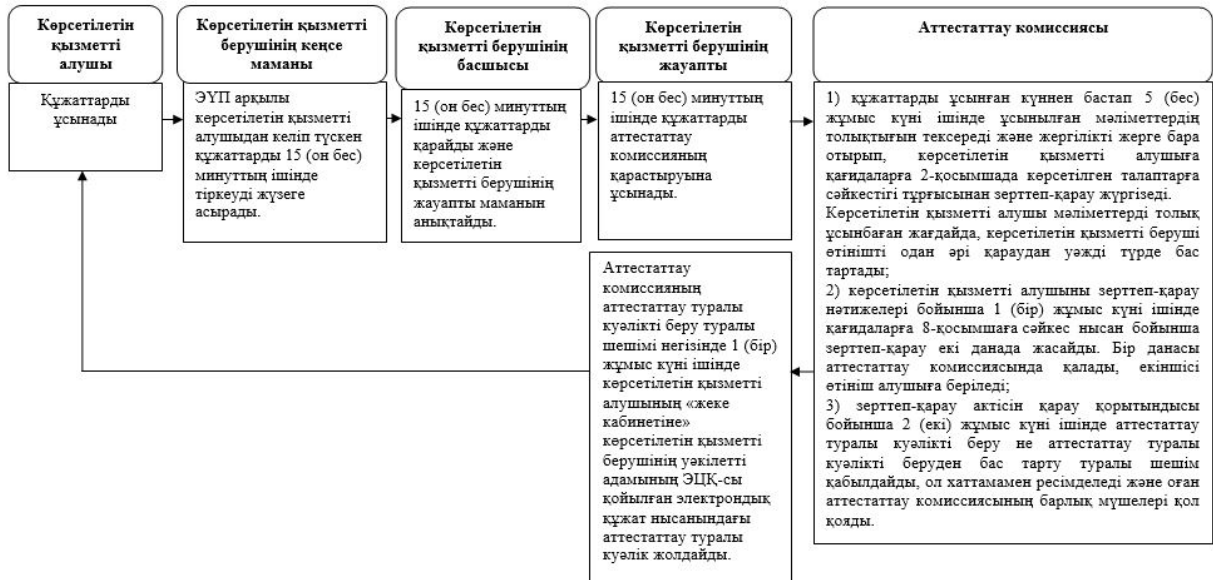 Көрсетілетін
қызметті
алушы
Көрсетілетін қызметті
берушінің кеңсе
маманы
Көрсетілетін
қызметті берушінің
басшысы
Көрсетілетін
қызметті берушінің
жауапты
Аттестаттау комиссиясы
Құжаттарды
ұсынады
ЭҮП арқылы
көрсетілетін қызметті
алушыдан келіп түскен
құжаттарды 15 (он бес)
минуттың ішінде
тіркеуді жүзеге
асырады.
15 (он бес) минуттың
ішінде құжаттарды
қарайды және
көрсетілетін
қызметті берушінің
жауапты маманын
анықтайды.
15 (он бес) минуттың
ішінде құжаттарды
аттестаттау
комиссияның
қарастыруына
ұсынады.
1) құжаттарды ұсынған күннен бастап 5 (бес)
жұмыс күні ішінде ұсынылған мәліметтердің
толықтығын тексереді және жергілікті жерге бара
отырып, көрсетілетін қызметті алушыға
қағидаларға 2-қосымшада көрсетілген талаптарға
сәйкестігі тұрғысынан зерттеп-қарау жүргізеді.
Көрсетілетін қызметті алушы мәліметтерді толық
ұсынбаған жағдайда, көрсетілетін қызметті беруші
өтінішті одан әрі қараудан уәжді түрде бас
тартады;
2) көрсетілетін қызметті алушыны зерттеп-қарау
нәтижелері бойынша 1 (бір) жұмыс күні ішінде
қағидаларға 8-қосымшаға сәйкес нысан бойынша
зерттеп-қарау екі данада жасайды. Бір данасы
аттестаттау комиссиясында қалады, екіншісі
өтініш алушыға беріледі;
3) зерттеп-қарау актісін қарау қорытындысы
бойынша 2 (екі) жұмыс күні ішінде аттестаттау
туралы куәлікті беру не аттестаттау туралы
куәлікті беруден бас тарту туралы шешім
қабылдайды, ол хаттамамен ресімделеді және оған
аттестаттау комиссиясының барлық мүшелері қол
қояды.
Аттестаттау
комиссияның
аттестаттау туралы
куәлікті беру туралы
шешімі негізінде 1 (бір)
жұмыс күні ішінде
көрсетілетін қызметті
алушының «жеке
кабинетіне»
көрсетілетін қызметті
берушінің уәкілетті
адамының ЭЦҚ-сы
қойылған электрондық
құжат нысанындағы
аттестаттау туралы
куәлік жолдайды.